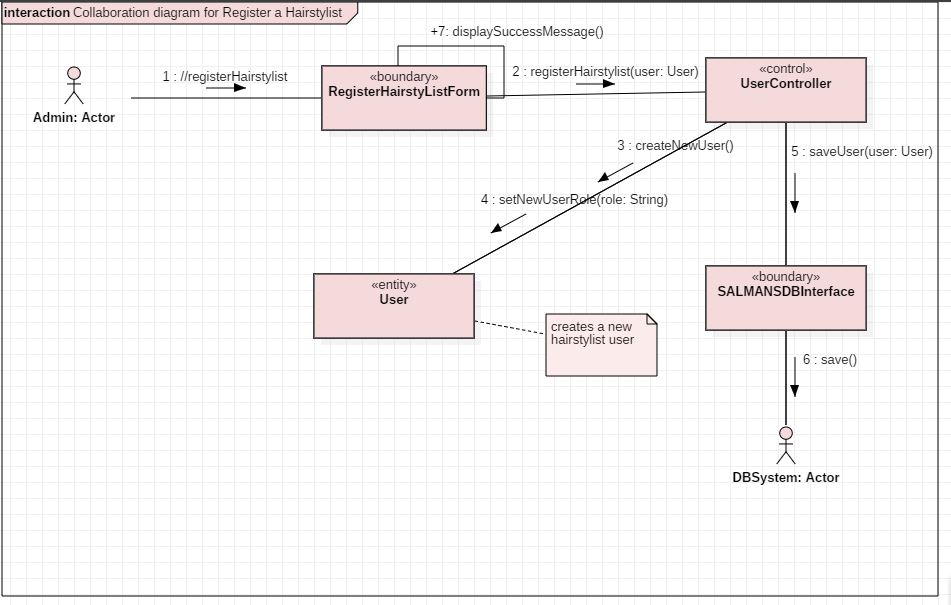 interaction Collaboration diagram for Register a Hairstylist
+7: displaySuccessMessage()
1 : //registerHairstylist
«boundary»
RegisterHairstyListForm
2 : registerHairstylist(user: User)
«control»
UserController
Admin: Actor
3 : createNewUser()
5 : saveUser(user: User)
4 : setNewUserRole(role: String)
«entity»
User
«boundary»
SALMANSDBInterface
creates a new
hairstylist user
6 : save()
DBSystem: Actor